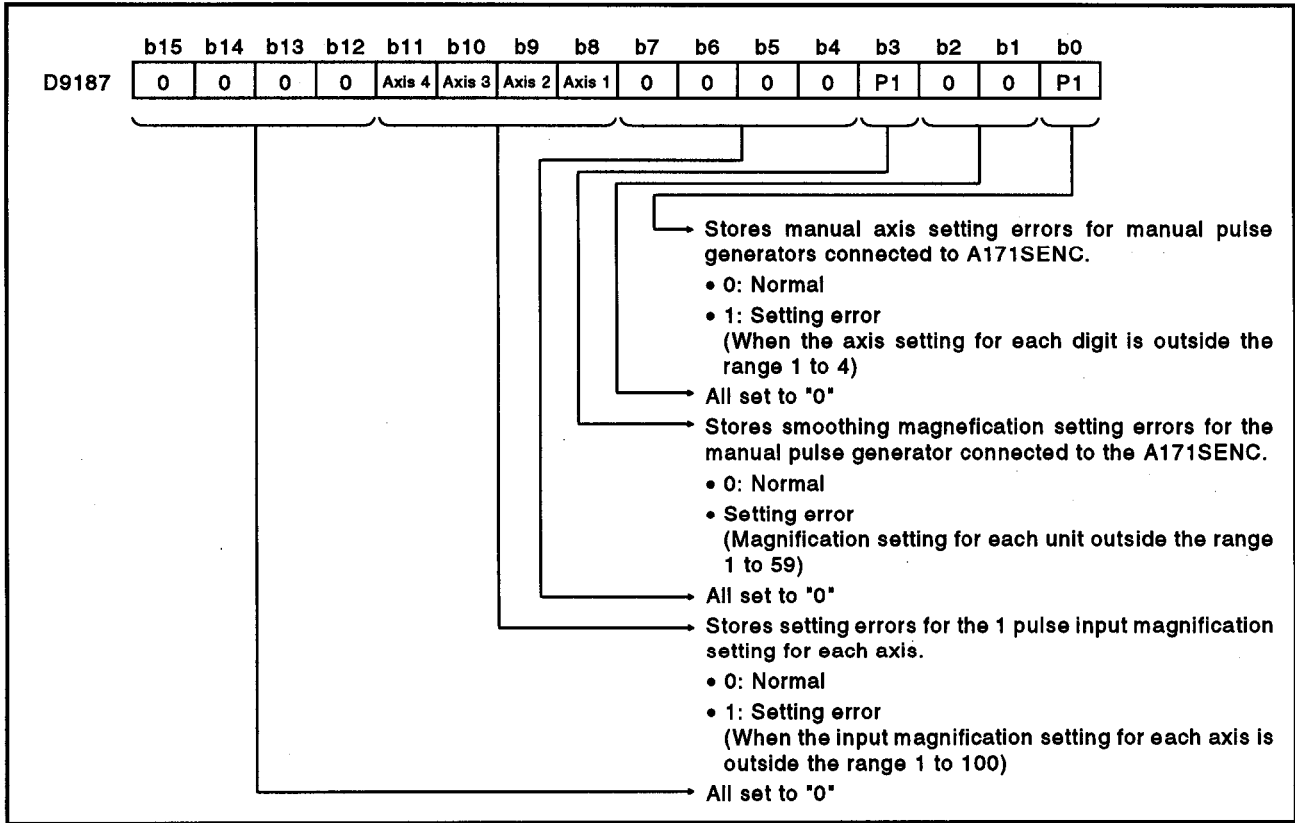 b15 b14 b13 b12 b11 b10 b9 b8 b7 b6 b5 b4 b3 b2 b1 b0
D9187 0 0 0 0 Axis 4 Axis 3 Axis 2 Axis 1 0 0 0 0 P1 0 0 P1
Stores manual axis setting errors for manual pulse
generators connected to A171SENC.
• 0: Normal
• 1: Setting error
(When the axis setting for each digit is outside the
range 1 to 4)
All set to "0"
Stores smoothing magnefication setting errors for the
manual pulse generator connected to the A171SENC.
• 0: Normal
• Setting error
(Magnification setting for each unit outside the range
1 to 59)
All set to "0"
Stores setting errors for the 1 pulse input magnification
setting for each axis.
• 0: Normal
• 1: Setting error
(When the input magnification setting for each axis is
outside the range 1 to 100)
All set to "0"